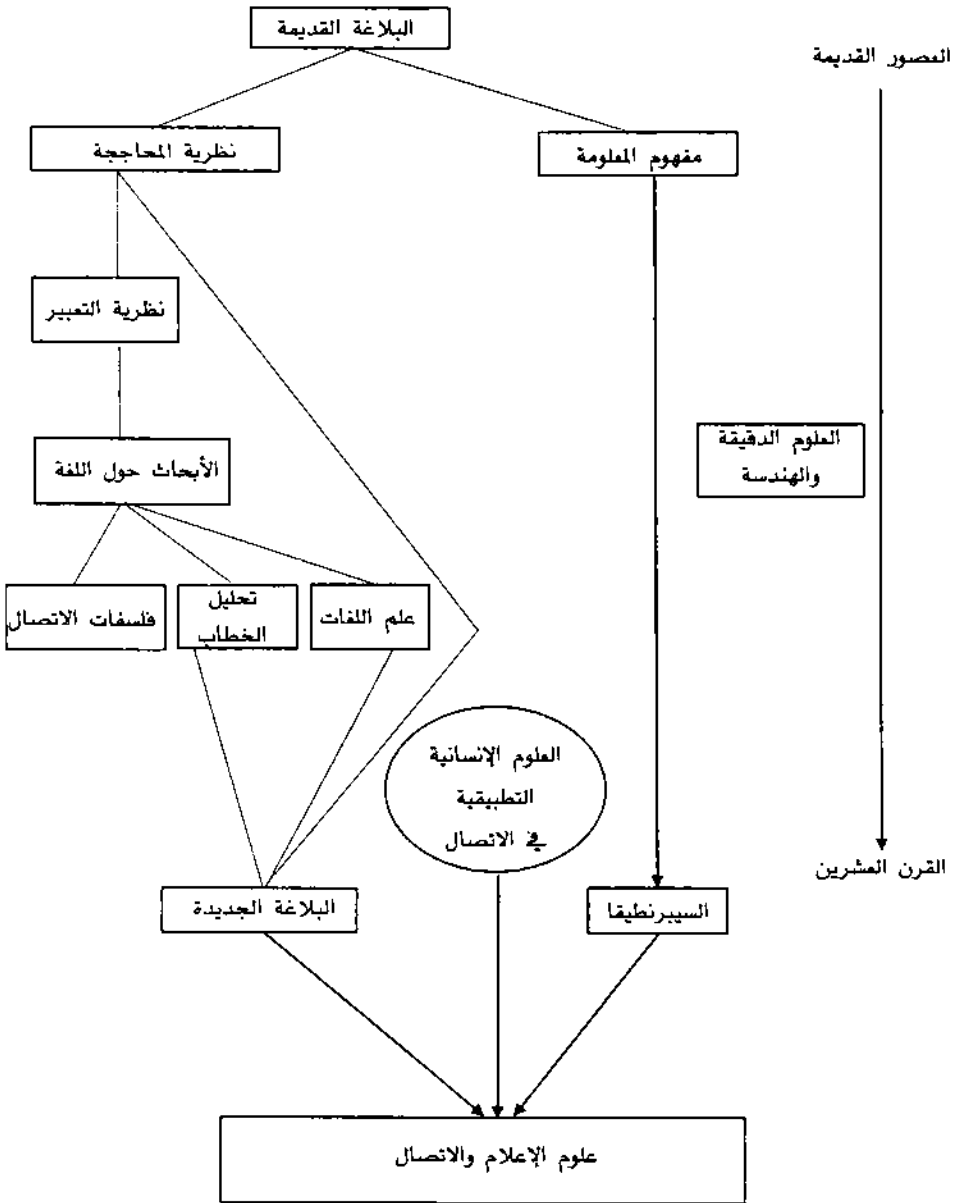 البلاغة القديمة
العصور القديمة
نظرية المحاججة
مفهوم المعلومة
نظرية التعبير
العلوم الدقيقة
والهندسة
الأبحاث حول اللغة
علم اللغات
تحليل
الخطاب
فلسفات الاتصال
العلوم الإنسانية
التطبيقية
في الاتصال
القرن العشرين
السيبرنطيقا
البلاغة الجديدة
علوم الإعلام والاتصال